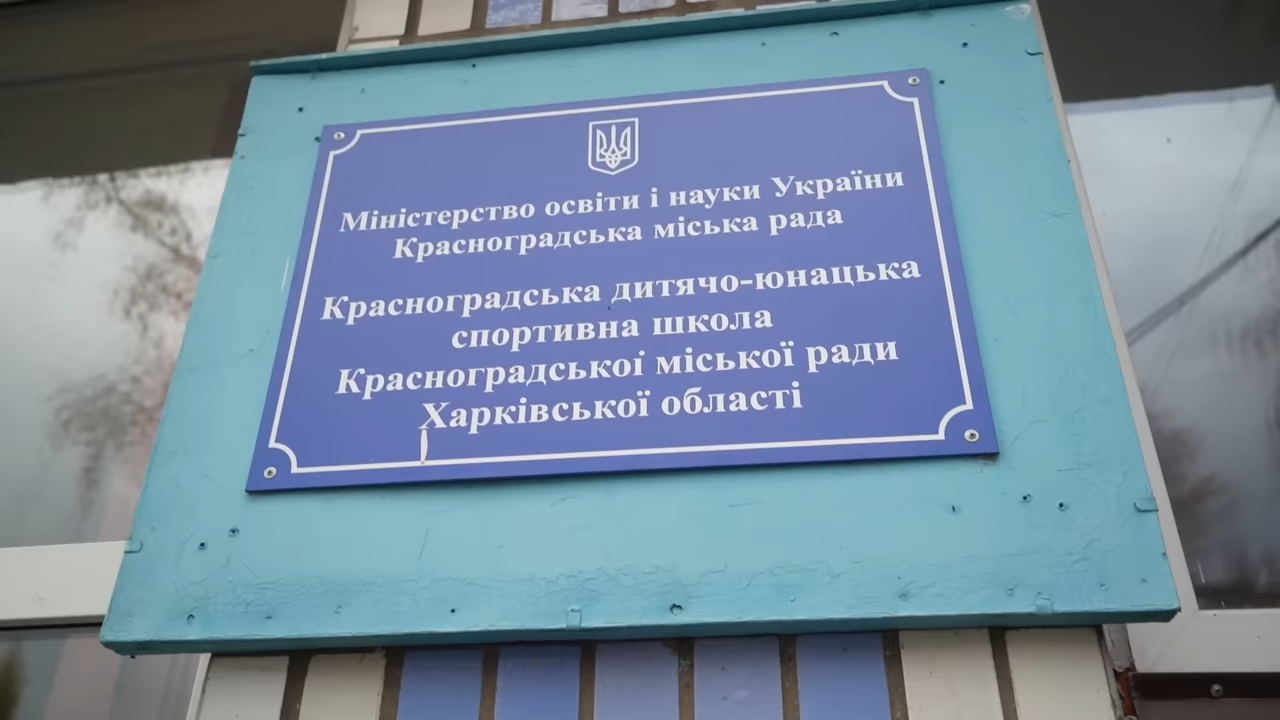 Міністерство освіти і науки України
Красноградська міська рада
Красноградська дитячо-юнацька
спортивна школа
Красноградської міської ради
Харківської області